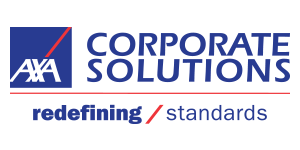 AXA
CORPORATE
SOLUTIONS
redefining / standards